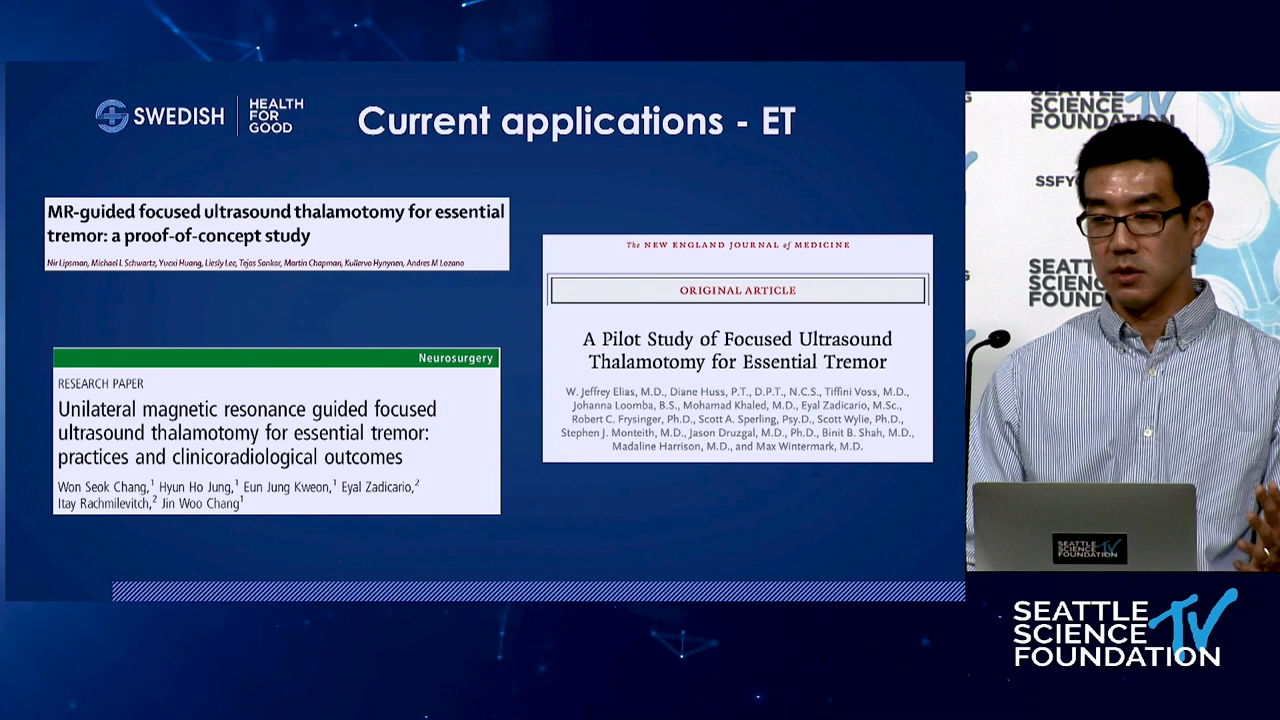 SWEDISH
HEALTH
FOR
GOOD
Current applications - ET
MR-guided focused ultrasound thalamotomy for essential
tremor: a proof-of-concept study
Nir Lipsman, Michael L Schwartz, Yuexi Huang, Liesly Lee, Tejas Sankar, Martin Chapman, Kullervo Hynynen, Andres M Lozano
Neurosurgery
RESEARCH PAPER
Unilateral magnetic resonance guided focused
ultrasound thalamotomy for essential tremor:
practices and clinicoradiological outcomes
Won Seok Chang,1 Hyun Ho Jung,1 Eun Jung Kweon,1 Eyal Zadicario,2
Itay Rachmilevitch,2 Jin Woo Chang1
The NEW ENGLAND JOURNAL of MEDICINE
ORIGINAL ARTICLE
A Pilot Study of Focused Ultrasound
Thalamotomy for Essential Tremor
W. Jeffrey Elias, M.D., Diane Huss, P.T., D.P.T., N.C.S., Tiffini Voss, M.D.,
Johanna Loomba, B.S., Mohamad Khaled, M.D., Eyal Zadicario, M.Sc.,
Robert C. Frysinger, Ph.D., Scott A. Sperling, Psy.D., Scott Wylie, Ph.D.,
Stephen J. Monteith, M.D., Jason Druzgal, M.D., Ph.D., Binit B. Shah, M.D.,
Madaline Harrison, M.D., and Max Wintermark, M.D.
SEATTLE
SCIENCE TV
FOUNDATION
SSFY
SEATT
SCIENC
FOUND
SEATTLE
SCIENCE TV
FOUNDATION
SEATTLE
SCIENCE TV
FOUNDATION